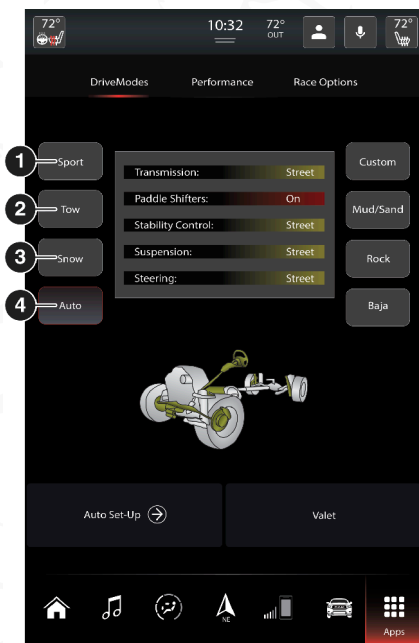 72° 10:32 72° OUT 72°
DriveModes Performance Race Options
1 Sport
2 Tow
3 Snow
4 Auto
Transmission: Street
Paddle Shifters: On
Stability Control: Street
Suspension: Street
Steering: Street
Custom
Mud/Sand
Rock
Baja
Auto Set-Up Valet
NE
Apps